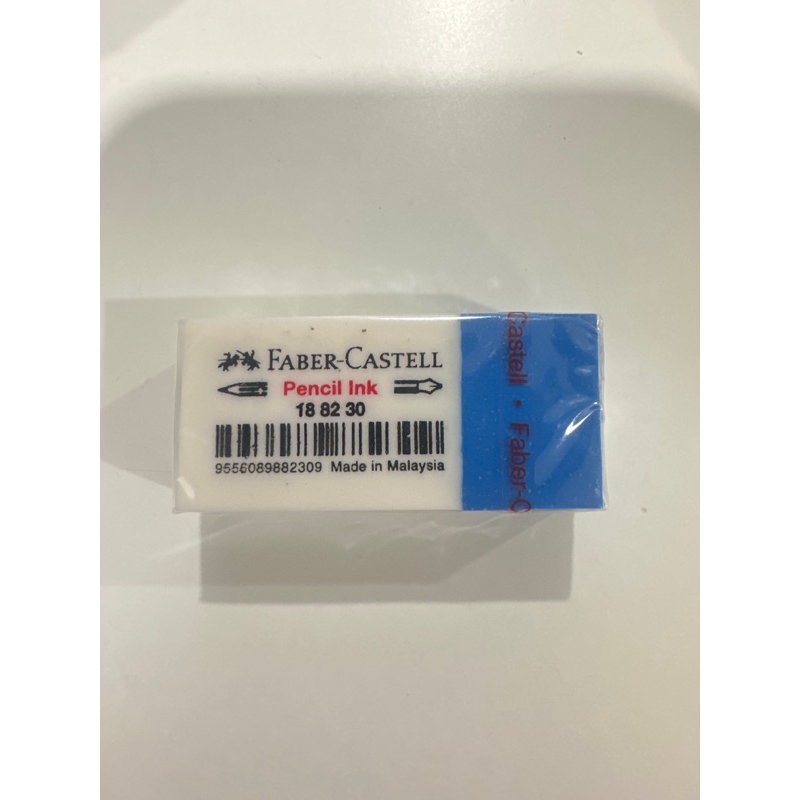 FABER-CASTELL
Pencil Ink
18 82 30
9556089882309 Made in Malaysia
Castell • Faber-C